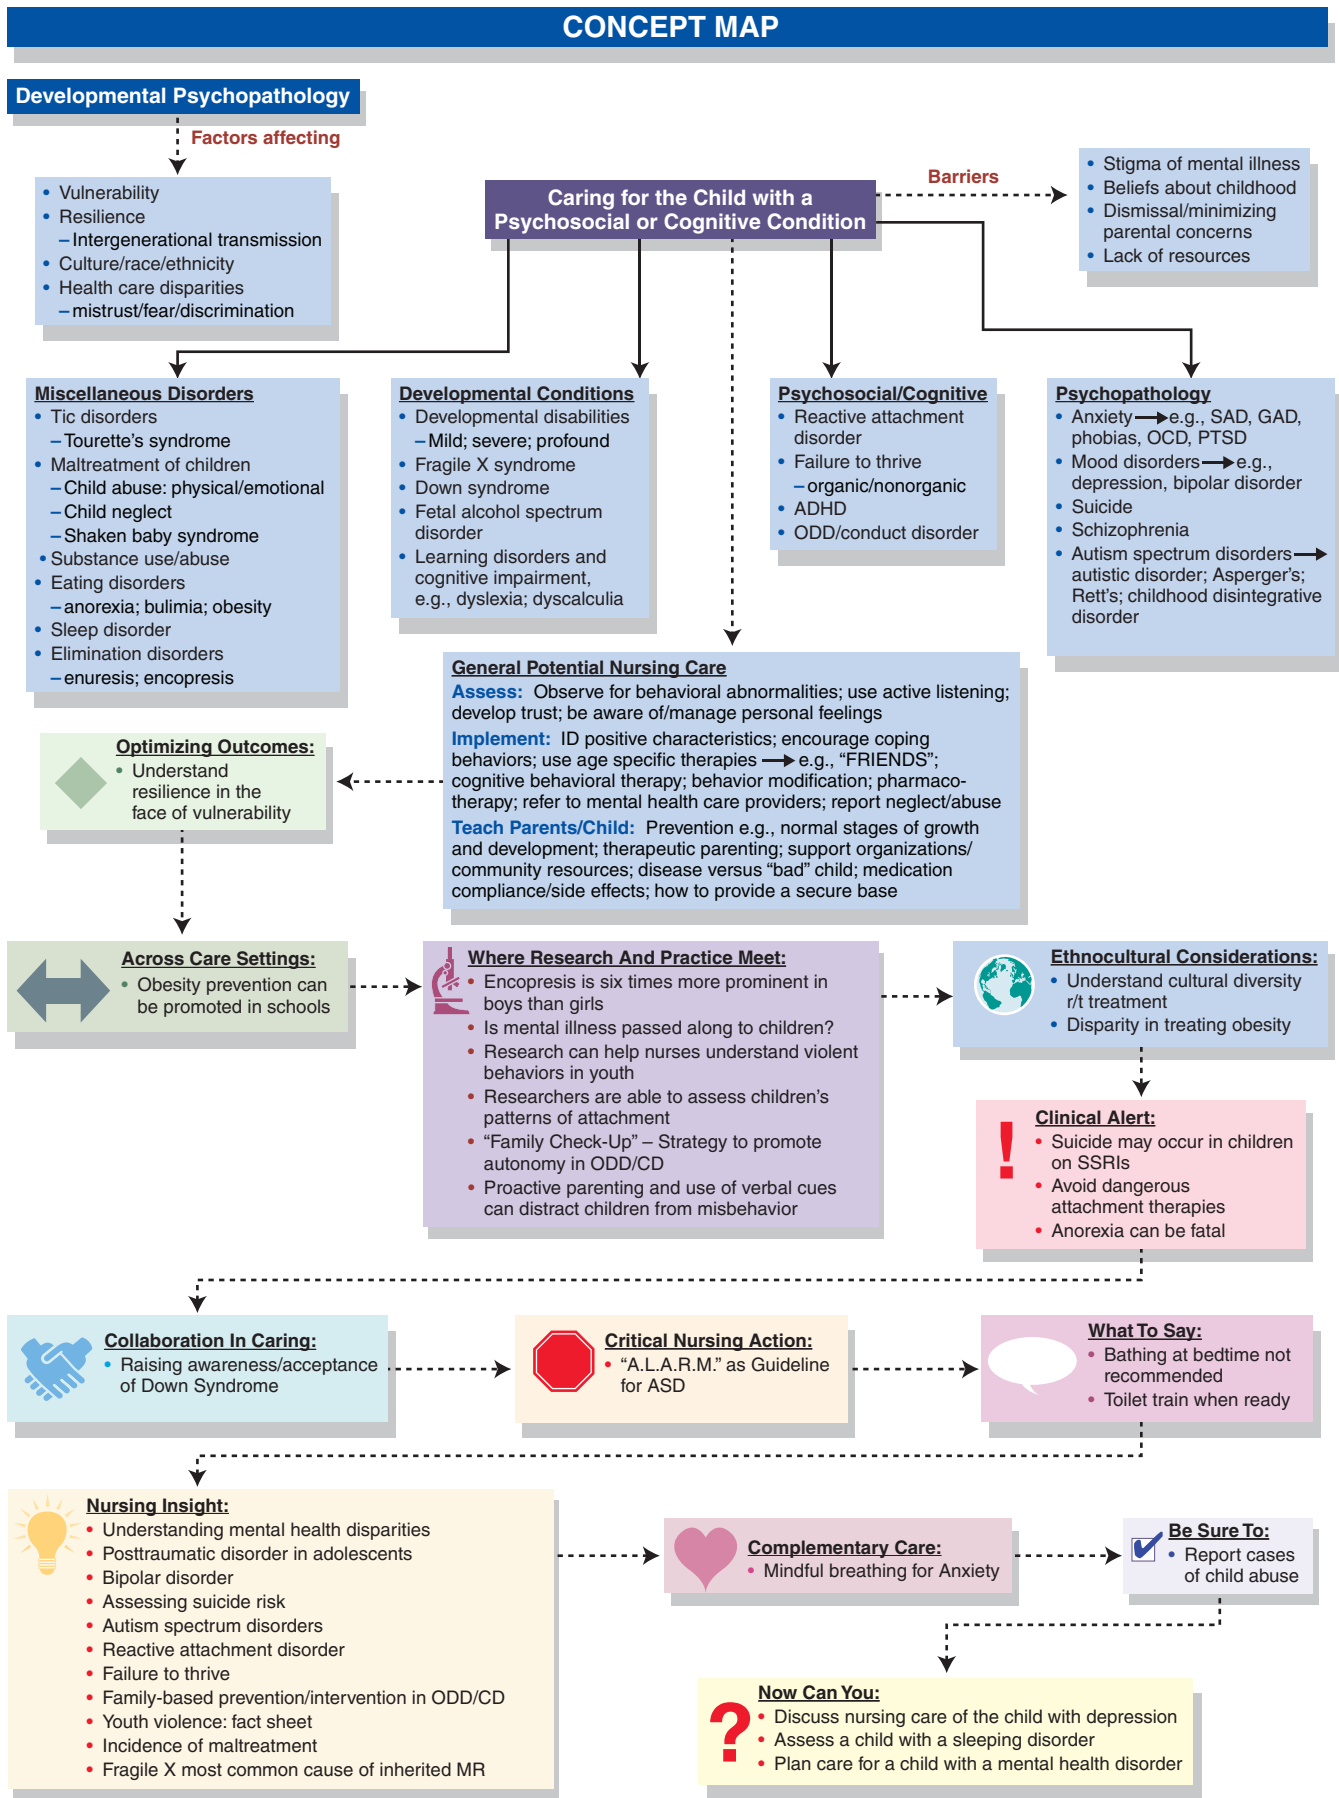 CONCEPT MAP
Developmental Psychopathology
Factors affecting
• Vulnerability
• Resilience
– Intergenerational transmission
• Culture/race/ethnicity
• Health care disparities
– mistrust/fear/discrimination
Caring for the Child with a
Psychosocial or Cognitive Condition
Barriers
• Stigma of mental illness
• Beliefs about childhood
• Dismissal/minimizing
parental concerns
• Lack of resources
Miscellaneous Disorders
• Tic disorders
– Tourette's syndrome
• Maltreatment of children
– Child abuse: physical/emotional
– Child neglect
– Shaken baby syndrome
• Substance use/abuse
• Eating disorders
– anorexia; bulimia; obesity
• Sleep disorder
• Elimination disorders
– enuresis; encopresis
Developmental Conditions
• Developmental disabilities
– Mild; severe; profound
• Fragile X syndrome
• Down syndrome
• Fetal alcohol spectrum
disorder
• Learning disorders and
cognitive impairment,
e.g., dyslexia; dyscalculia
Psychosocial/Cognitive
• Reactive attachment
disorder
• Failure to thrive
– organic/nonorganic
• ADHD
• ODD/conduct disorder
Psychopathology
• Anxiety → e.g., SAD, GAD,
phobias, OCD, PTSD
• Mood disorders → e.g.,
depression, bipolar disorder
• Suicide
• Schizophrenia
• Autism spectrum disorders →
autistic disorder; Asperger's;
Rett's; childhood disintegrative
disorder
General Potential Nursing Care
Assess: Observe for behavioral abnormalities; use active listening;
develop trust; be aware of/manage personal feelings
Implement: ID positive characteristics; encourage coping
behaviors; use age specific therapies → e.g., “FRIENDS”;
cognitive behavioral therapy; behavior modification; pharmaco-
therapy; refer to mental health care providers; report neglect/abuse
Teach Parents/Child: Prevention e.g., normal stages of growth
and development; therapeutic parenting; support organizations/
community resources; disease versus “bad” child; medication
compliance/side effects; how to provide a secure base
Optimizing Outcomes:
• Understand
resilience in the
face of vulnerability
Across Care Settings:
• Obesity prevention can
be promoted in schools
Where Research And Practice Meet:
• Encopresis is six times more prominent in
boys than girls
• Is mental illness passed along to children?
• Research can help nurses understand violent
behaviors in youth
• Researchers are able to assess children's
patterns of attachment
• “Family Check-Up” – Strategy to promote
autonomy in ODD/CD
• Proactive parenting and use of verbal cues
can distract children from misbehavior
Ethnocultural Considerations:
• Understand cultural diversity
r/t treatment
• Disparity in treating obesity
!
Clinical Alert:
• Suicide may occur in children
on SSRIs
• Avoid dangerous
attachment therapies
• Anorexia can be fatal
Collaboration In Caring:
• Raising awareness/acceptance
of Down Syndrome
Critical Nursing Action:
• “A.L.A.R.M.” as Guideline
for ASD
What To Say:
• Bathing at bedtime not
recommended
• Toilet train when ready
Nursing Insight:
• Understanding mental health disparities
• Posttraumatic disorder in adolescents
• Bipolar disorder
• Assessing suicide risk
• Autism spectrum disorders
• Reactive attachment disorder
• Failure to thrive
• Family-based prevention/intervention in ODD/CD
• Youth violence: fact sheet
• Incidence of maltreatment
• Fragile X most common cause of inherited MR
Complementary Care:
• Mindful breathing for Anxiety
Be Sure To:
• Report cases
of child abuse
?
Now Can You:
• Discuss nursing care of the child with depression
• Assess a child with a sleeping disorder
• Plan care for a child with a mental health disorder